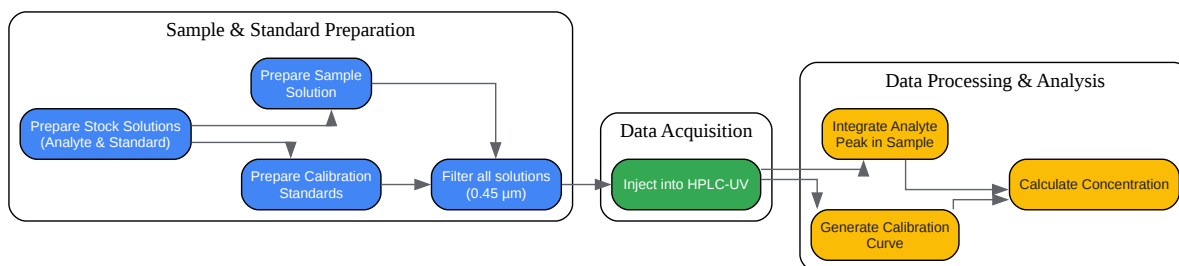 Sample & Standard Preparation
Prepare Sample
Solution
Prepare Stock Solutions
(Analyte & Standard)
Prepare Calibration
Standards
Filter all solutions
(0.45 µm)
Data Acquisition
Inject into HPLC-UV
Data Processing & Analysis
Integrate Analyte
Peak in Sample
Generate Calibration
Curve
Calculate Concentration